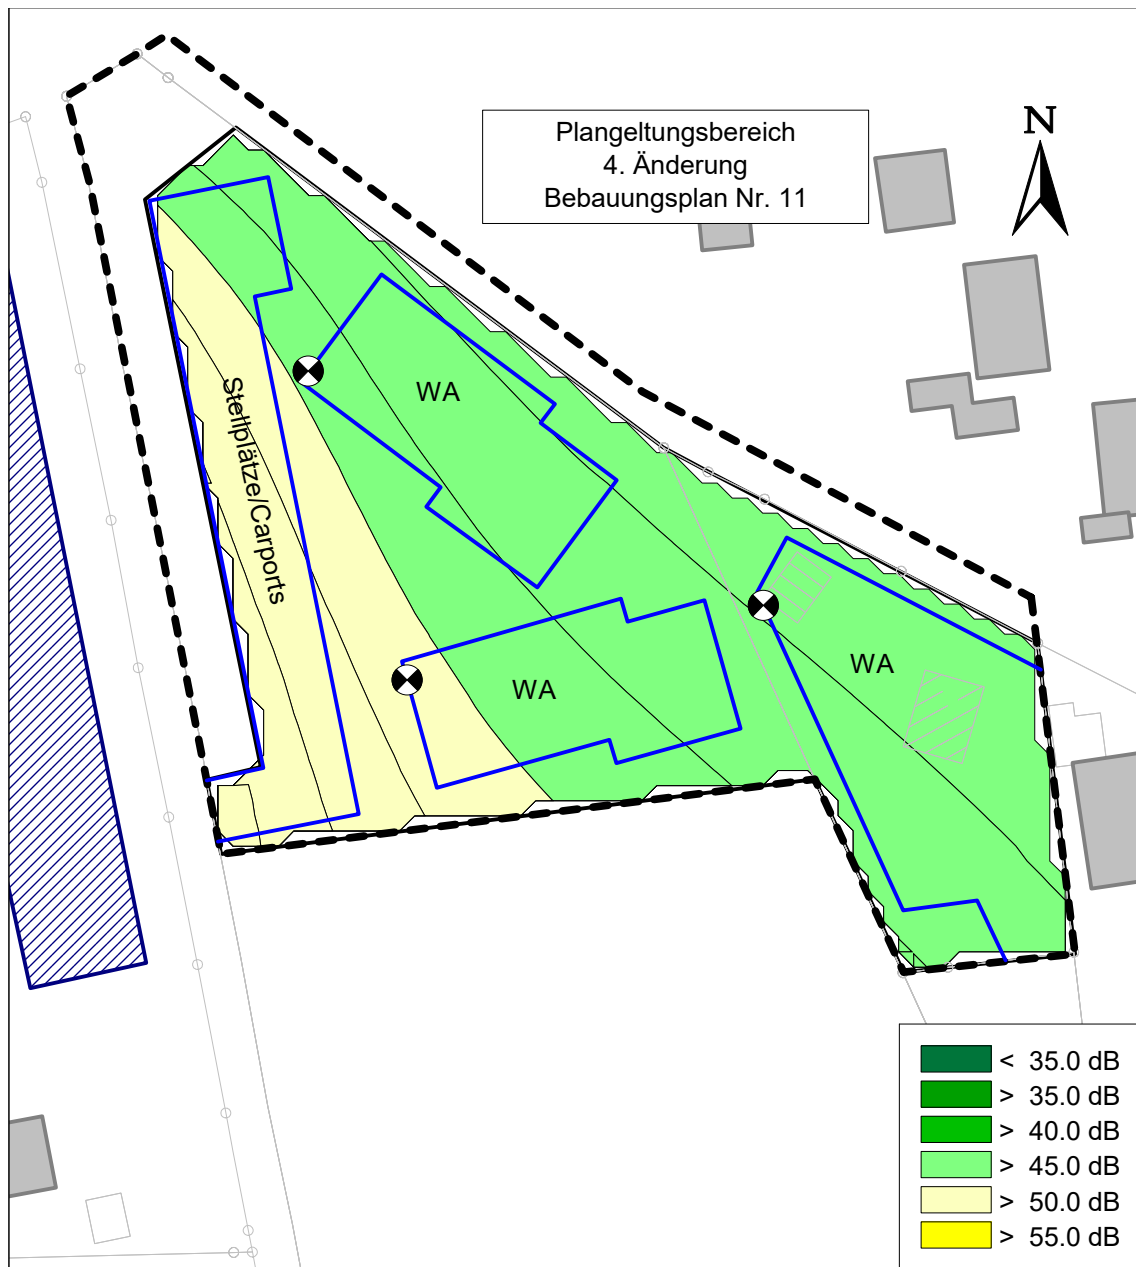 Plangeltungsbereich
4. Änderung
Bebauungsplan Nr. 11
N
WA
Stellplätze/Carports
WA
WA
< 35.0 dB
> 35.0 dB
> 40.0 dB
> 45.0 dB
> 50.0 dB
> 55.0 dB